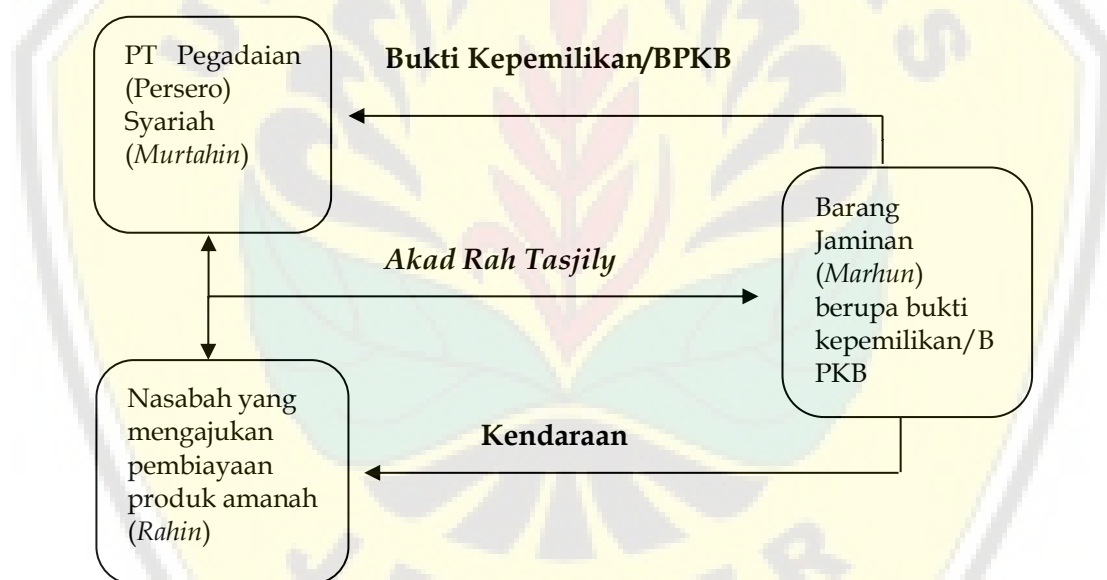 PT Pegadaian
(Persero)
Syariah
(Murtahin)
Bukti Kepemilikan/BPKB
Barang
Jaminan
(Marhun)
berupa bukti
kepemilikan/B
PKB
Akad Rah Tasjily
Nasabah yang
mengajukan
pembiayaan
produk amanah
(Rahin)
Kendaraan